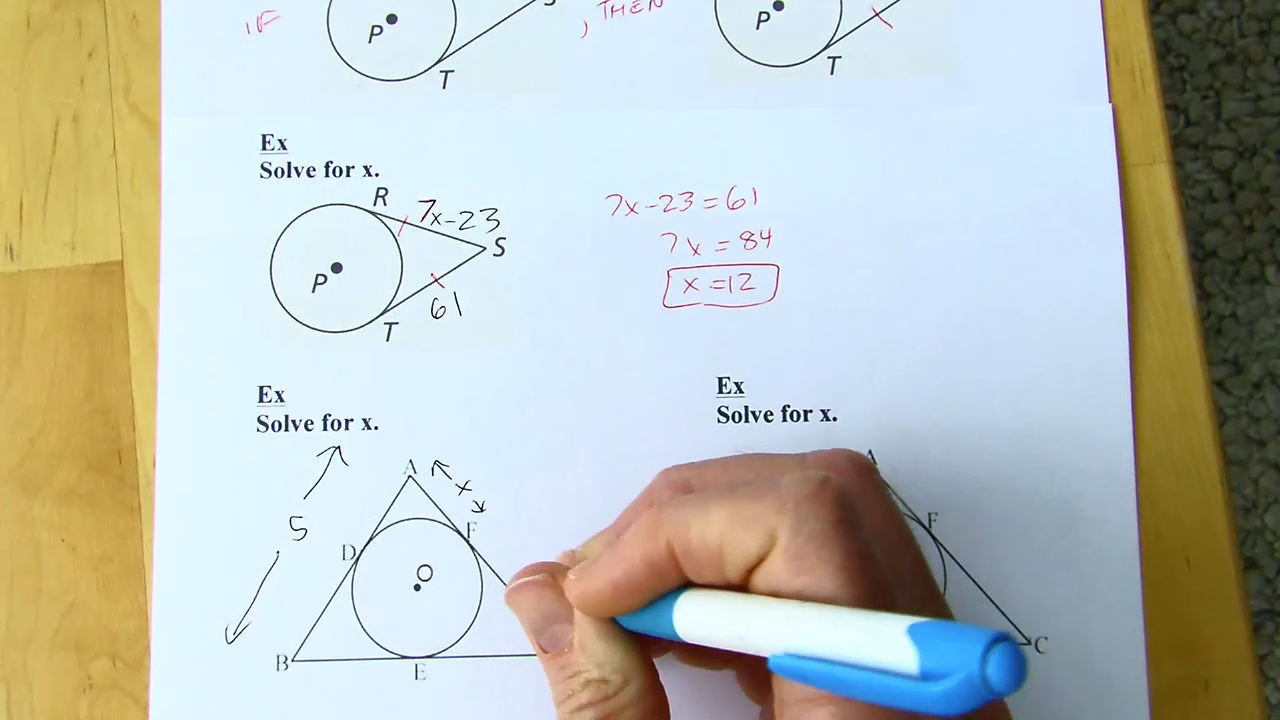 IF
P
T
, THEN
P
T
Ex
Solve for x.
R
7x-23
S
P
61
T
7x-23=61
7x=84
x=12
Ex
Solve for x.
A
x
5
F
D
O
B
E
Ex
Solve for x.
A
F
C